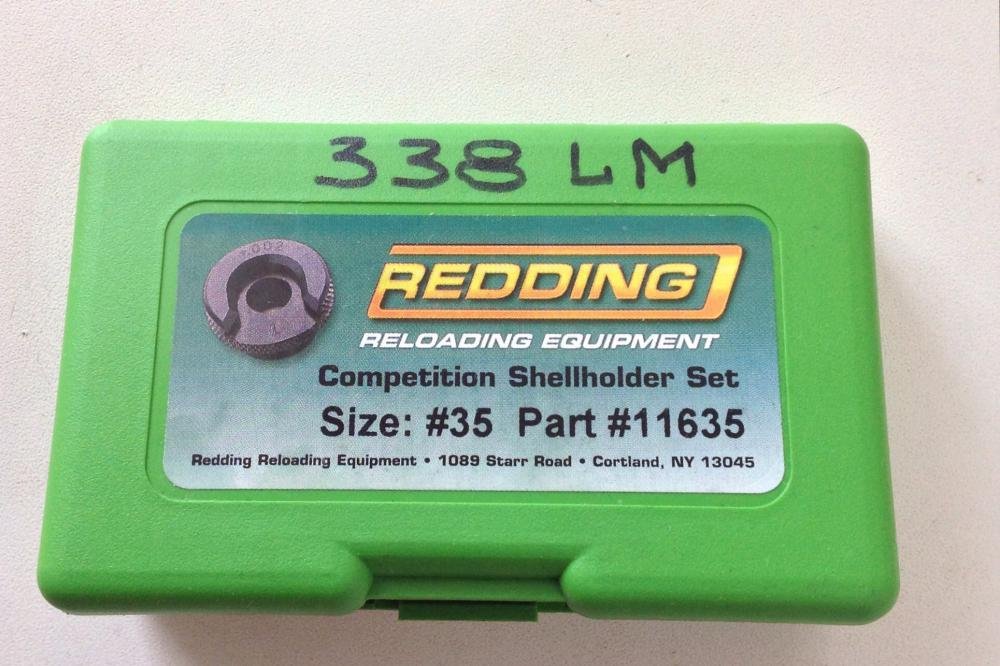 338 LM
+.002
REDDING
RELOADING EQUIPMENT
Competition Shellholder Set
Size: #35 Part #11635
Redding Reloading Equipment • 1089 Starr Road • Cortland, NY 13045